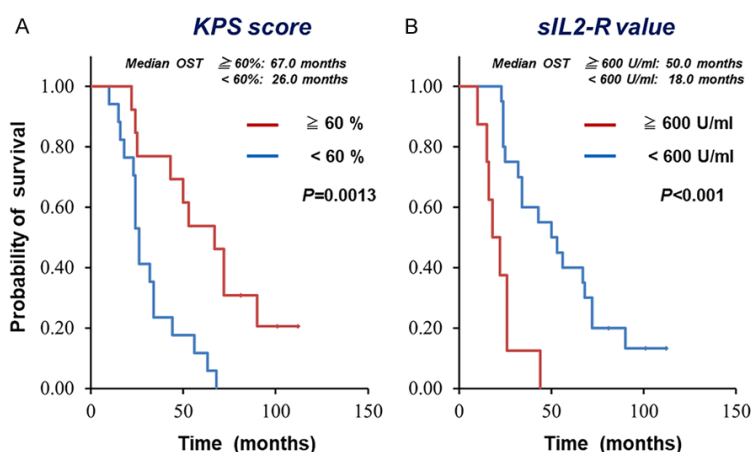 A
KPS score
Median OST ≧ 60%: 67.0 months
< 60%: 26.0 months
1.00
0.80
0.60
0.40
0.20
0.00
Probability of survival
≧ 60 %
< 60 %
P=0.0013
0 50 100 150
Time (months)
B
sIL2-R value
Median OST ≧ 600 U/ml: 50.0 months
< 600 U/ml: 18.0 months
1.00
0.80
0.60
0.40
0.20
0.00
≧ 600 U/ml
< 600 U/ml
P<0.001
0 50 100 150
Time (months)